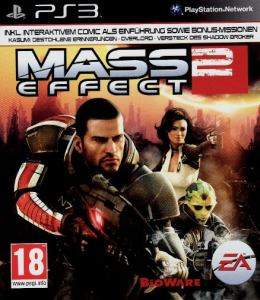 PS3
PlayStation®Network
INKL. INTERAKTIVEM COMIC ALS EINFÜHRUNG SOWIE BONUS-MISSIONEN
KASUMI: GESTOHLENE ERINNERUNGEN · OVERLORD · VERSTECK DES SHADOW BROKER
MASS 2
EFFECT
18
www.pegi.info
BIOWARE
EA